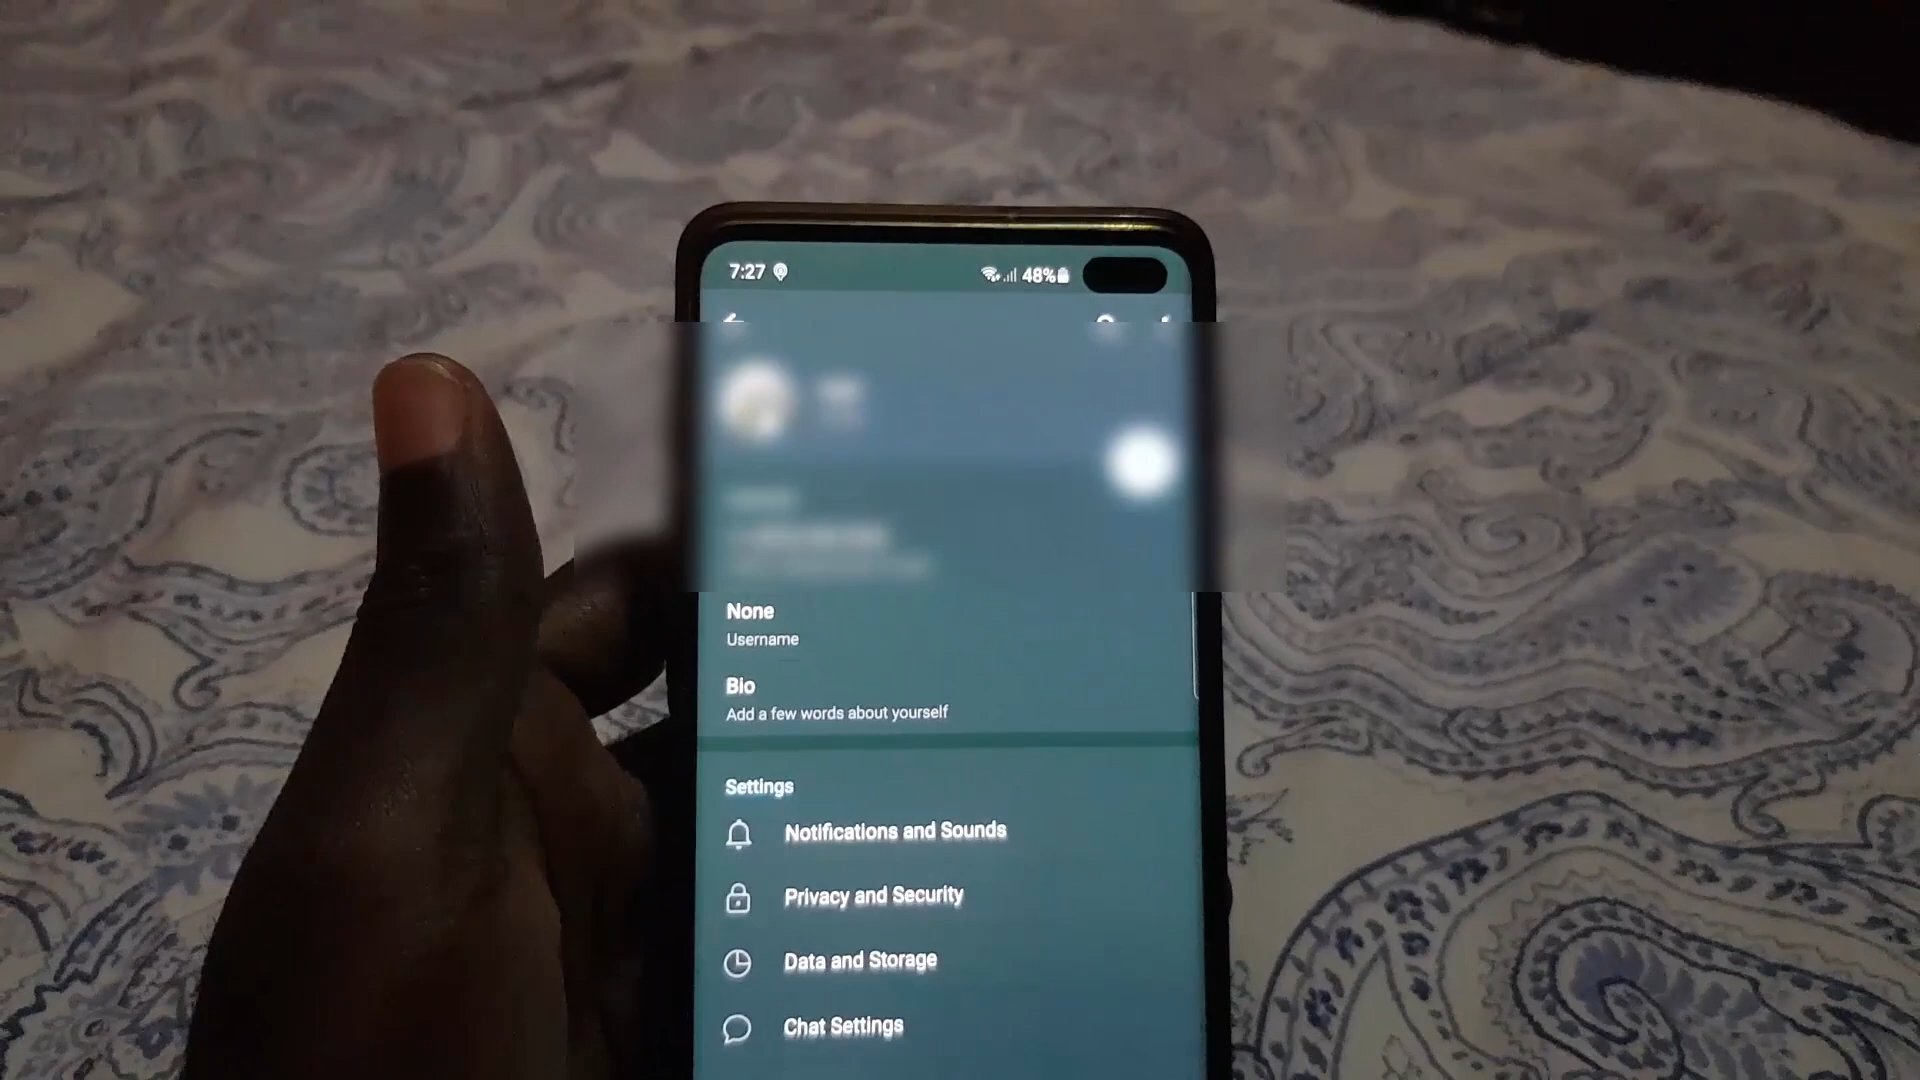 7:27 48%
None
Username
Bio
Add a few words about yourself
Settings
Notifications and Sounds
Privacy and Security
Data and Storage
Chat Settings